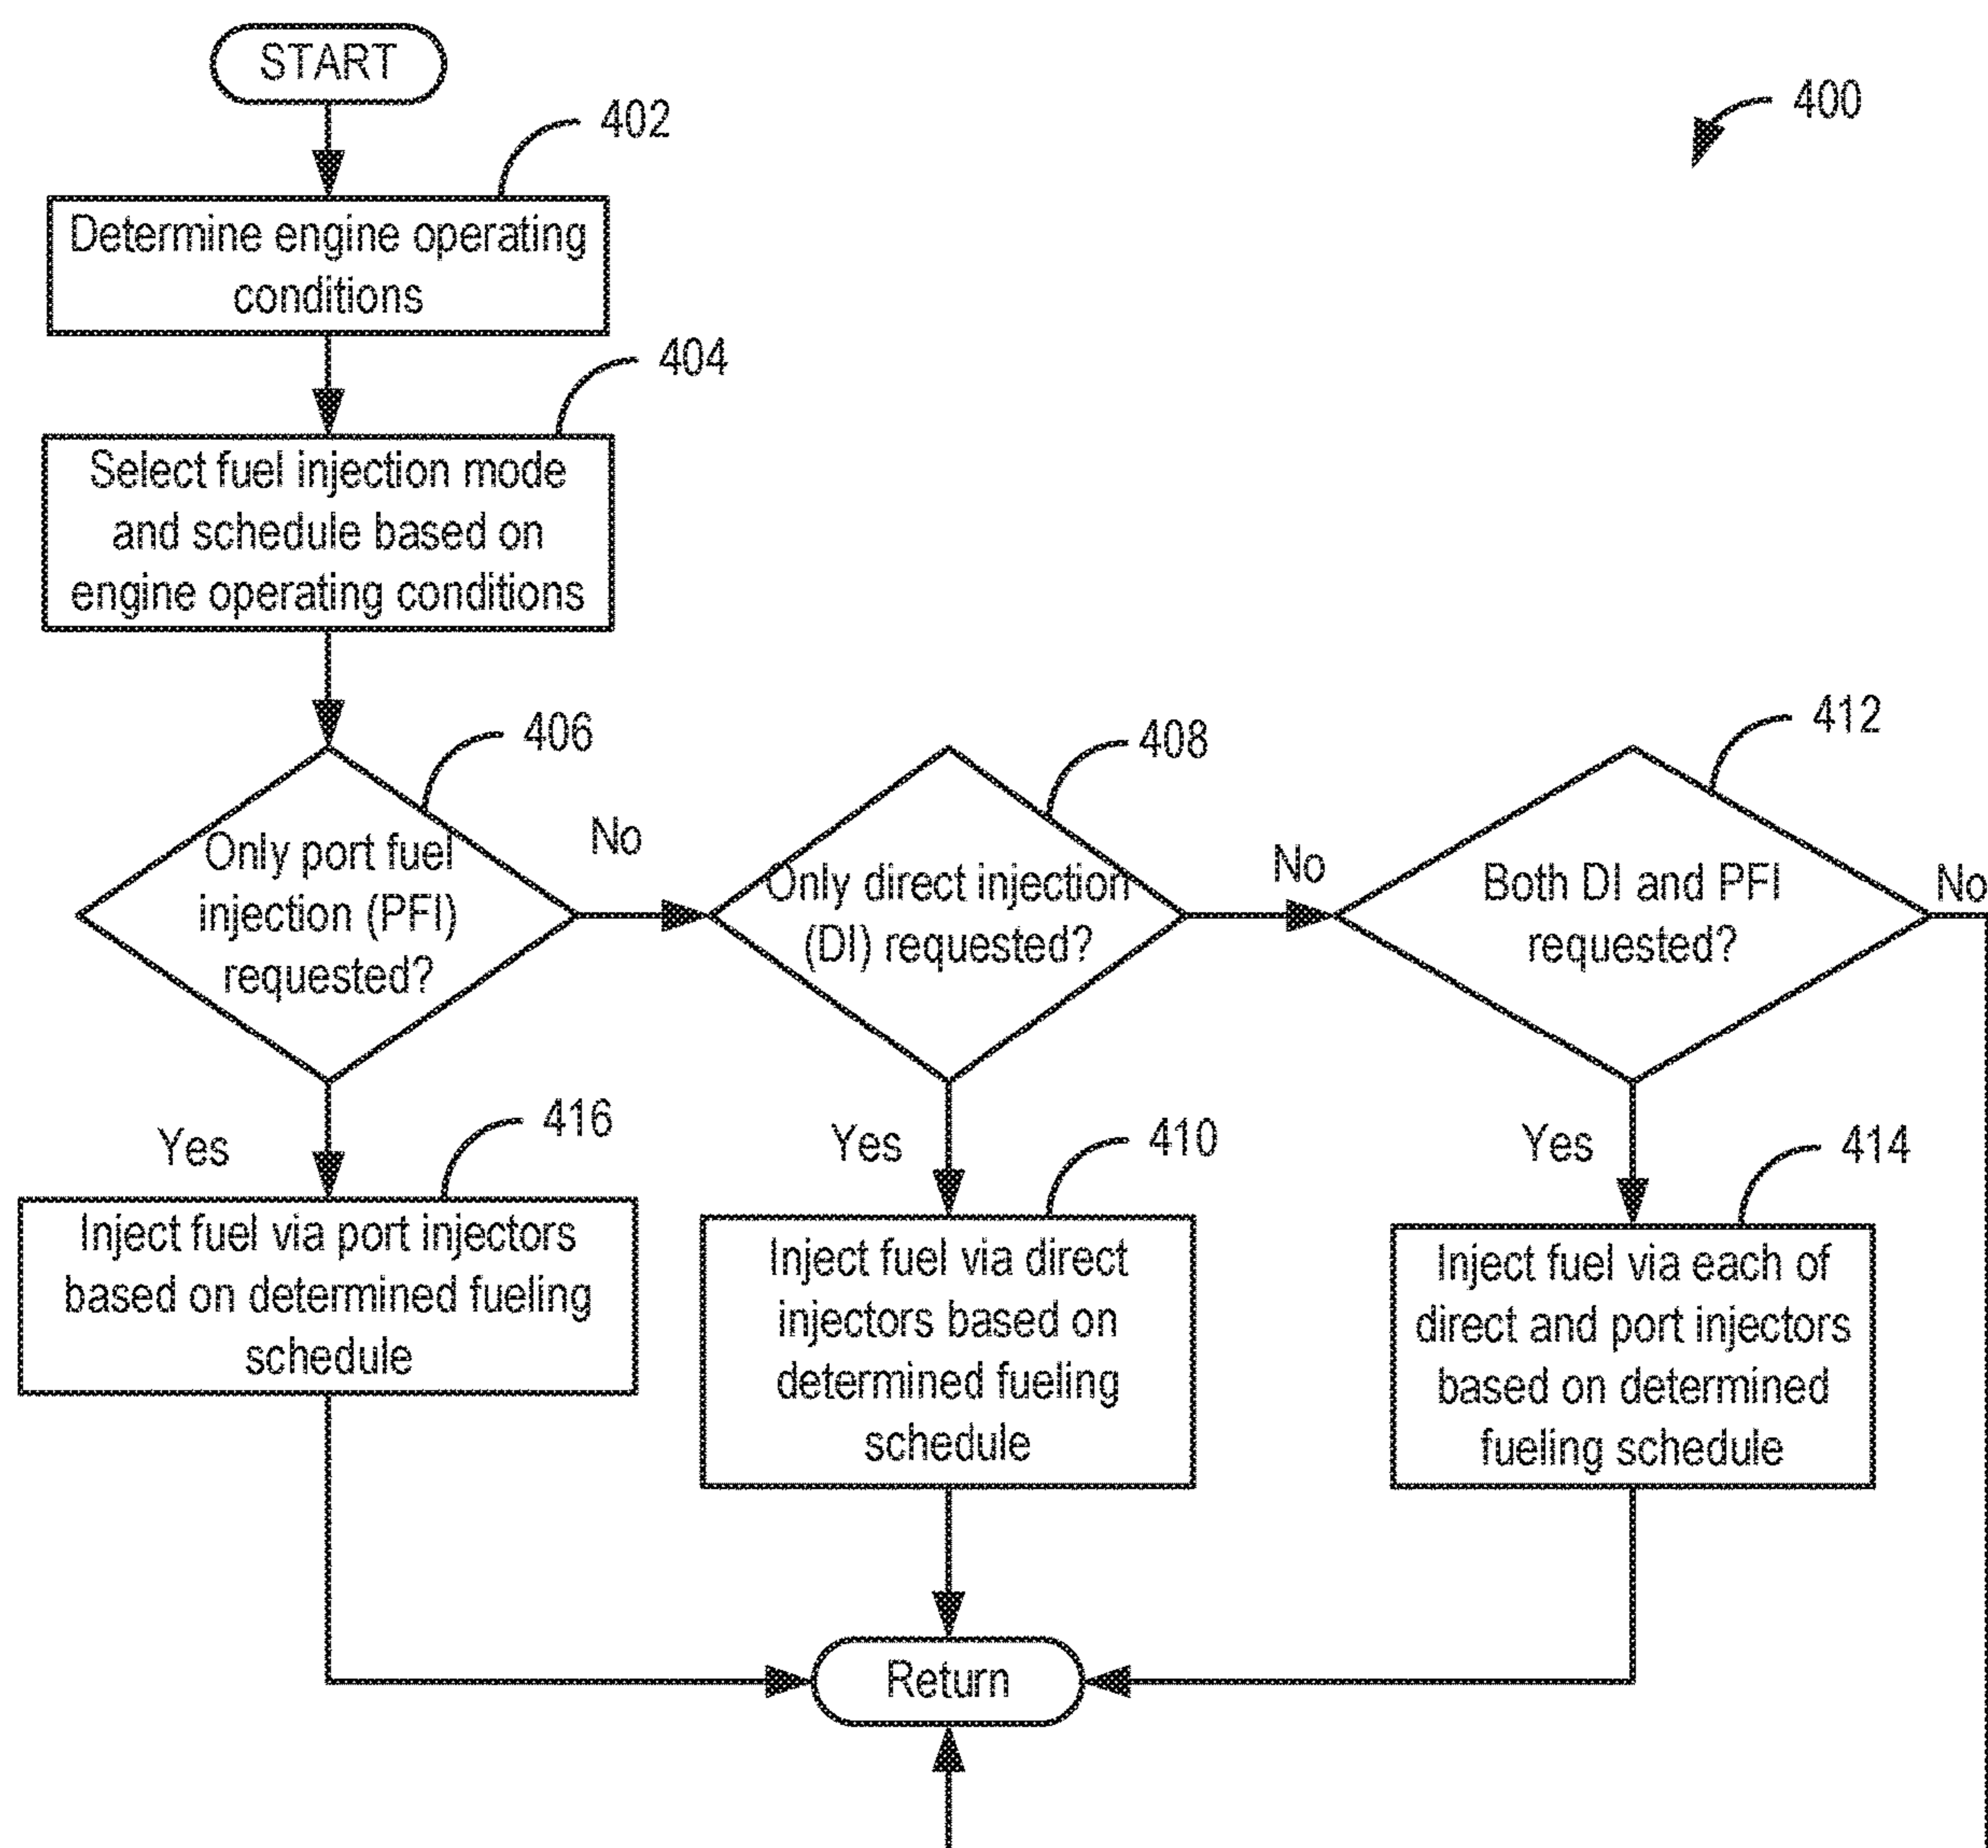 START
400
402
Determine engine operating
conditions
404
Select fuel injection mode
and schedule based on
engine operating conditions
406
Only port fuel
injection (PFI)
requested?
No
408
Only direct injection
(DI) requested?
No
412
Both DI and PFI
requested?
No
Yes
416
Inject fuel via port injectors
based on determined fueling
schedule
Yes
410
Inject fuel via direct
injectors based on
determined fueling
schedule
Yes
414
Inject fuel via each of
direct and port injectors
based on determined
fueling schedule
Return